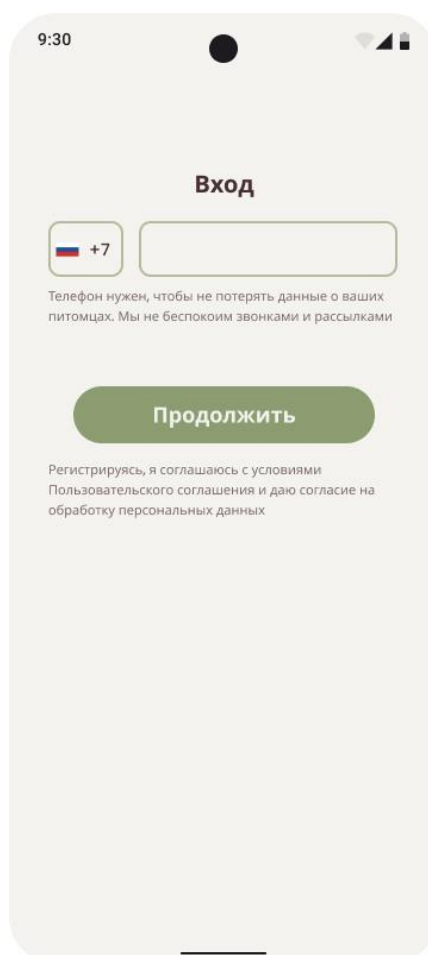 9:30
Вход
+7
Телефон нужен, чтобы не потерять данные о ваших
питомцах. Мы не беспокоим звонками и рассылками
Продолжить
Регистрируясь, я соглашаюсь с условиями
Пользовательского соглашения и даю согласие на
обработку персональных данных